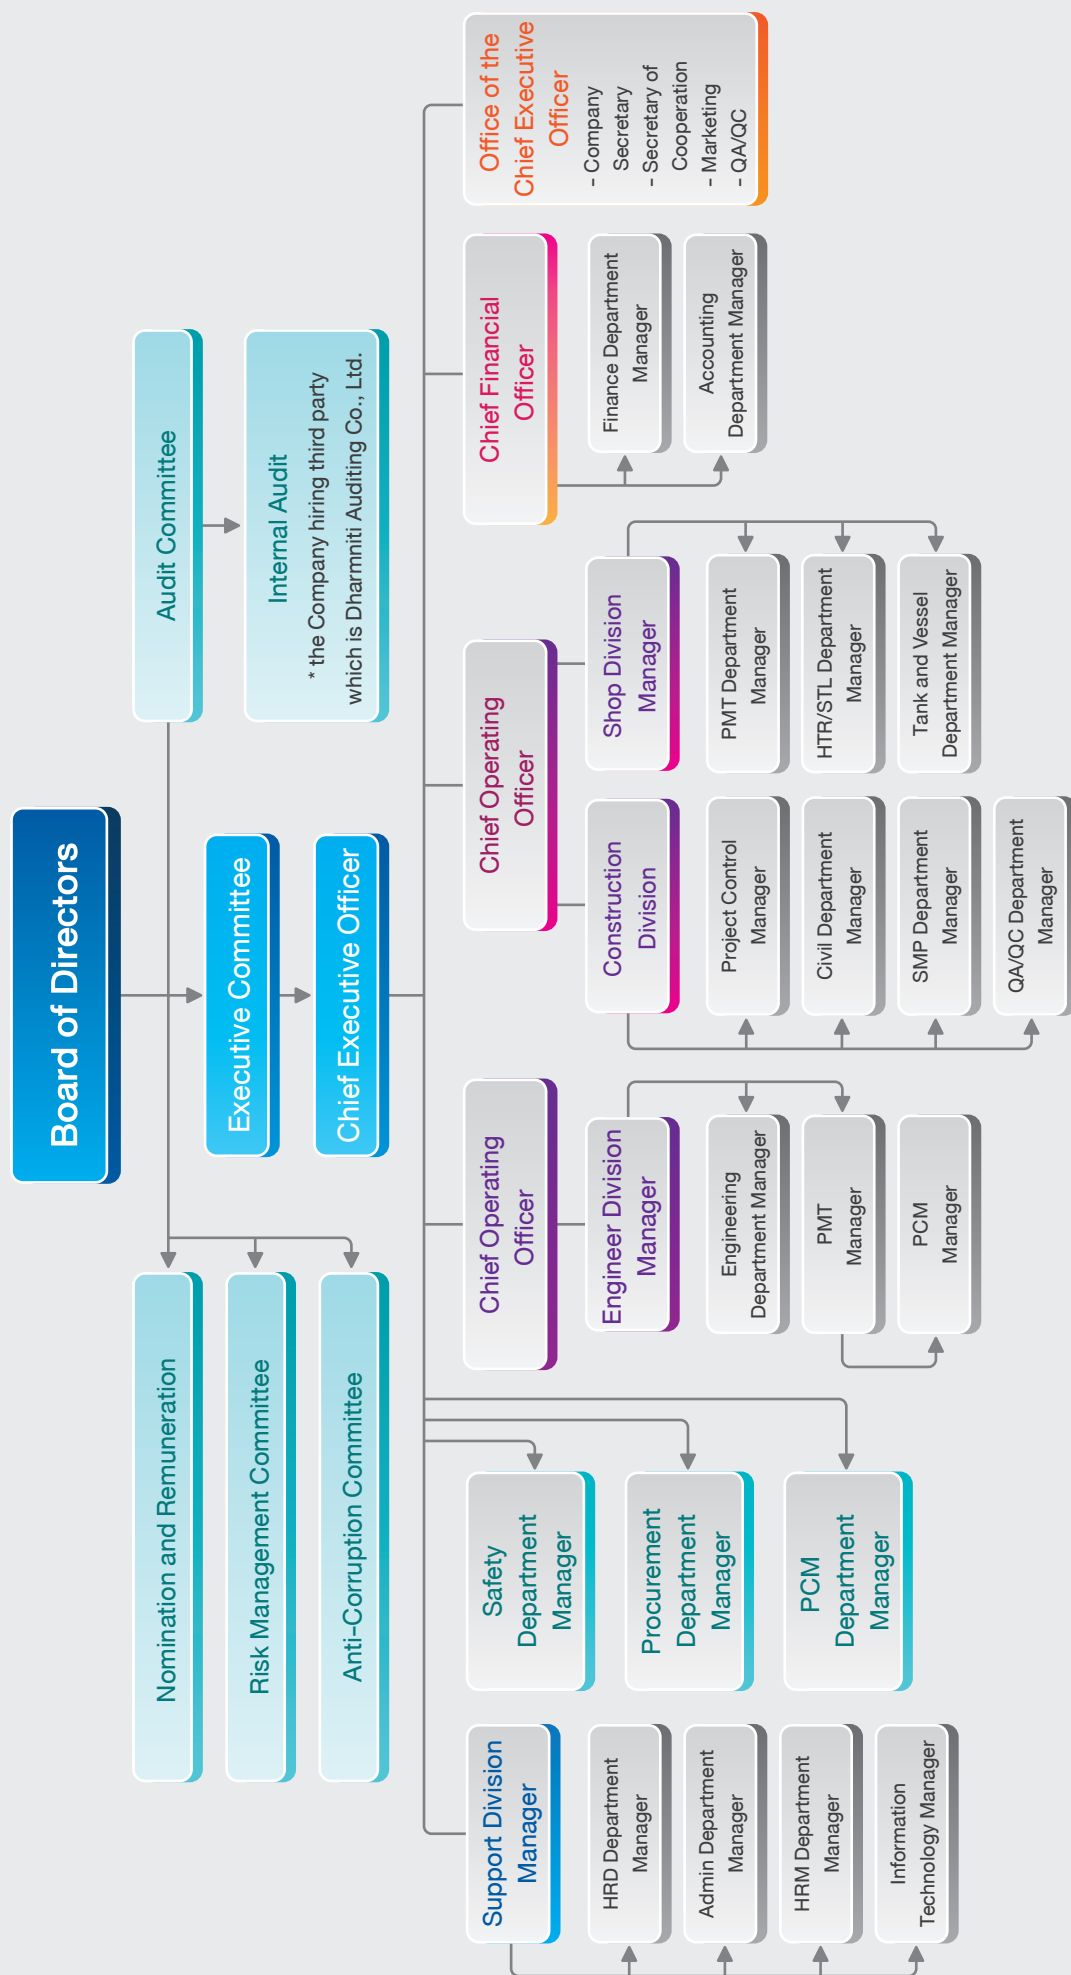 Board of Directors
Audit Committee
Internal Audit
* the Company hiring third party
which is Dharmniti Auditing Co., Ltd.
Executive Committee
Chief Executive Officer
Nomination and Remuneration
Risk Management Committee
Anti-Corruption Committee
Support Division
Manager
HRD Department
Manager
Admin Department
Manager
HRM Department
Manager
Information
Technology Manager
Safety
Department
Manager
Procurement
Department
Manager
PCM
Department
Manager
Chief Operating
Officer
Engineer Division
Manager
Engineering
Department Manager
PMT
Manager
PCM
Manager
Chief Operating
Officer
Construction
Division
Project Control
Manager
Civil Department
Manager
SMP Department
Manager
QA/QC Department
Manager
Shop Division
Manager
PMT Department
Manager
HTR/STL Department
Manager
Tank and Vessel
Department Manager
Chief Financial
Officer
Finance Department
Manager
Accounting
Department Manager
Office of the
Chief Executive
Officer
- Company
Secretary
- Secretary of
Cooperation
- Marketing
- QA/QC